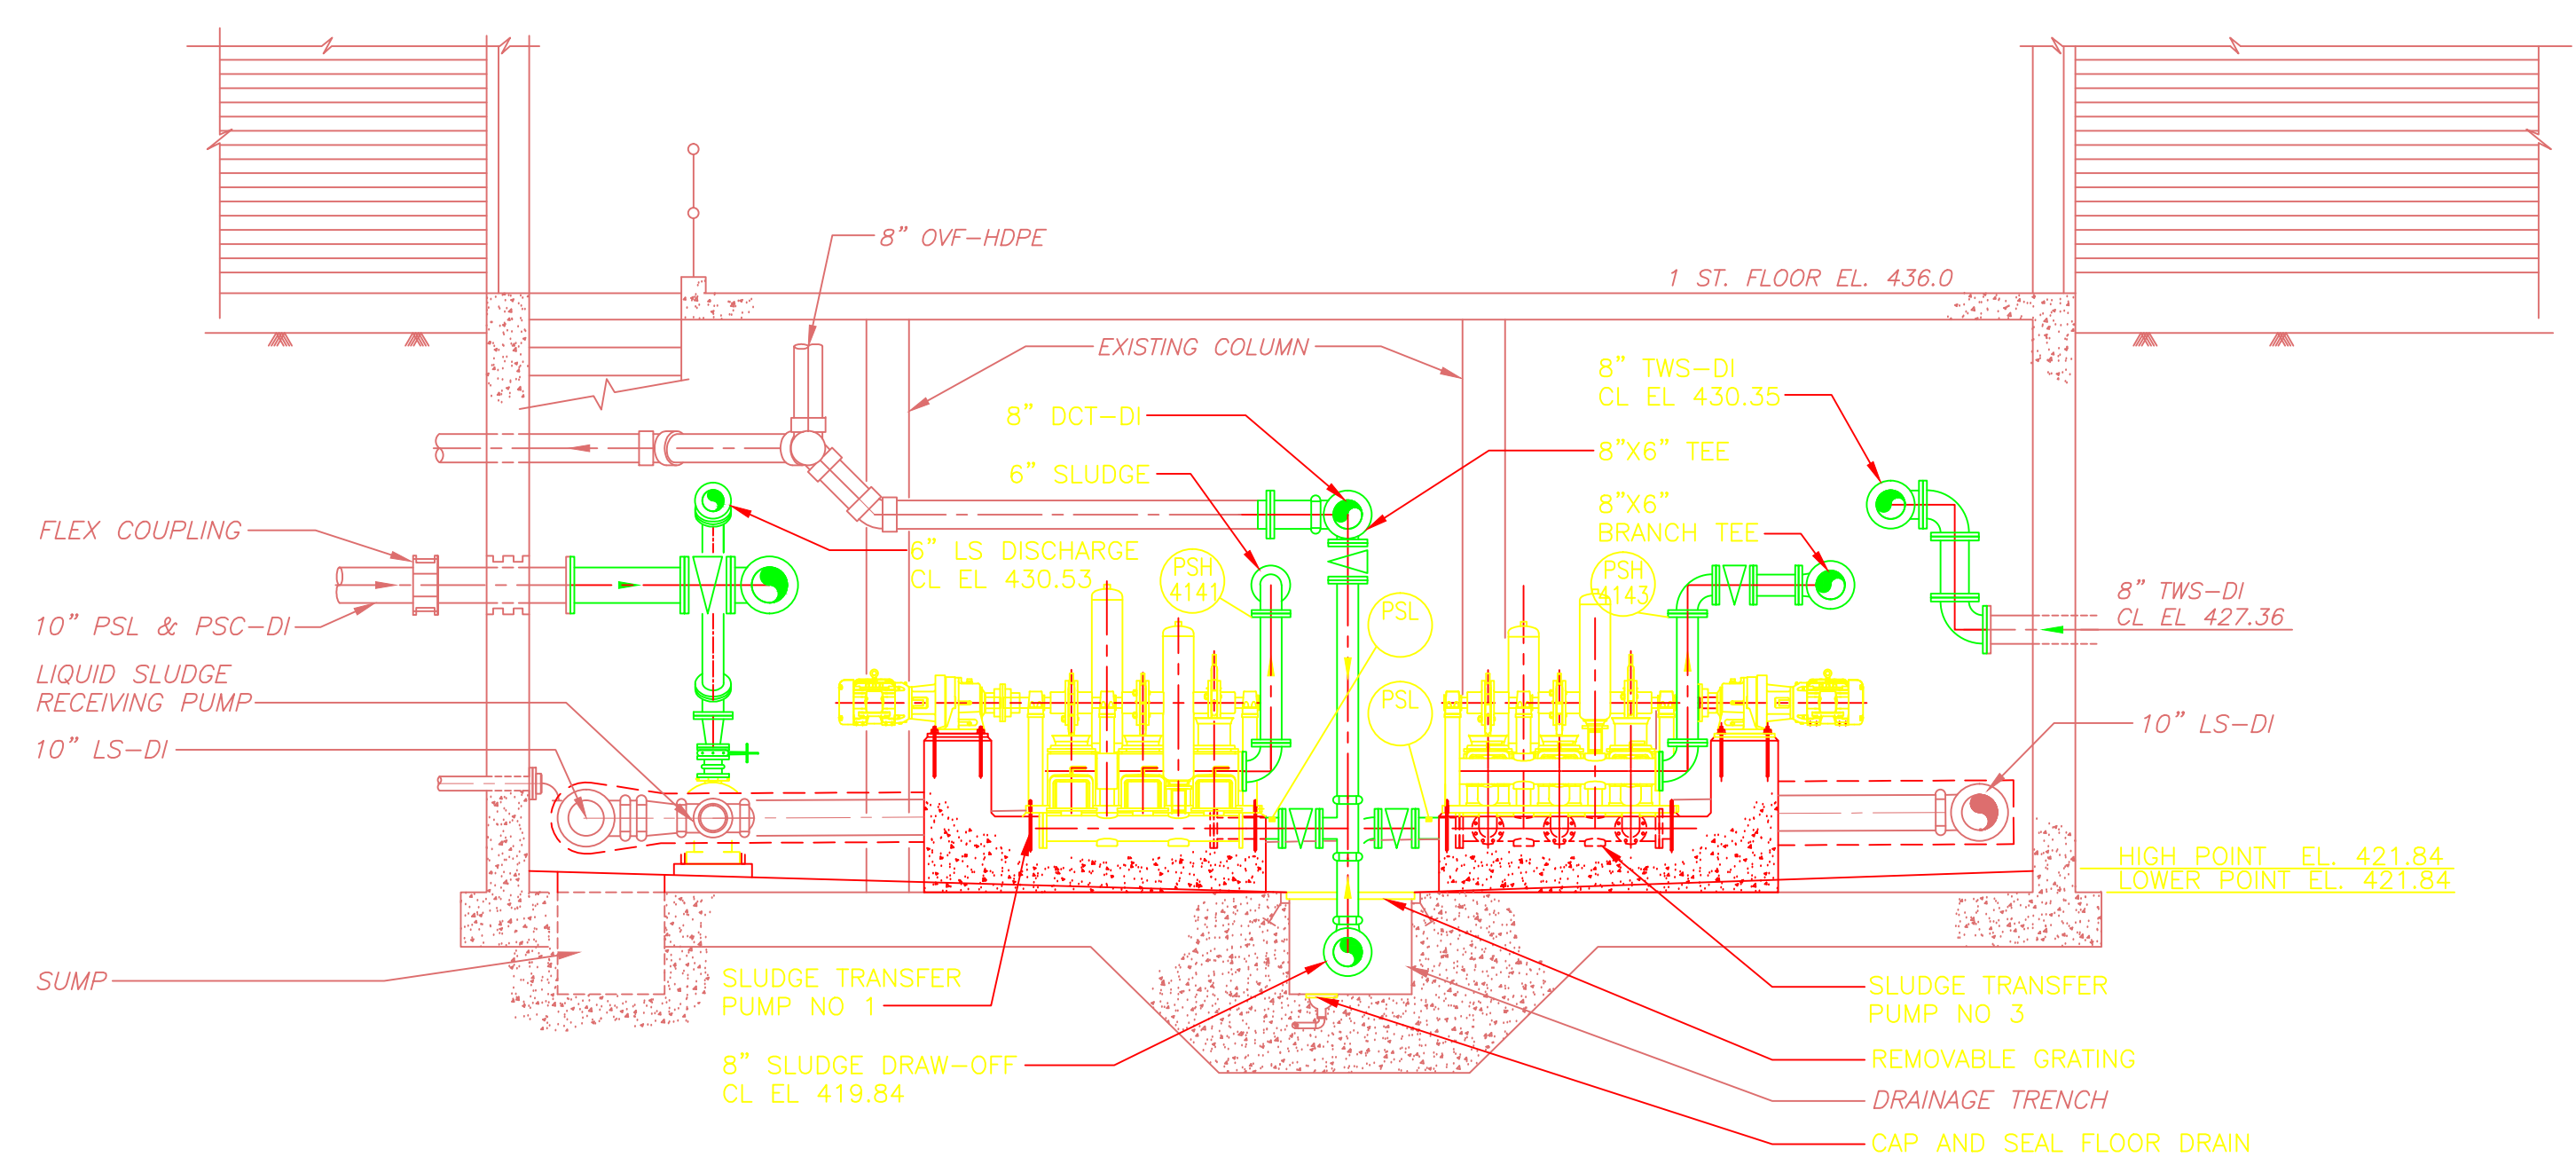 8" OVF-HDPE
1 ST. FLOOR EL. 436.0
EXISTING COLUMN
8" TWS-DI
CL EL 430.35
8" DCT-DI
8"X6" TEE
6" SLUDGE
8"X6"
BRANCH TEE
FLEX COUPLING
6" LS DISCHARGE
CL EL 430.53
PSH
4141
PSH
4143
PSL
8" TWS-DI
CL EL 427.36
10" PSL & PSC-DI
LIQUID SLUDGE
RECEIVING PUMP
PSL
10" LS-DI
10" LS-DI
HIGH POINT EL. 421.84
LOWER POINT EL. 421.84
SUMP
SLUDGE TRANSFER
PUMP NO 1
SLUDGE TRANSFER
PUMP NO 3
8" SLUDGE DRAW-OFF
CL EL 419.84
REMOVABLE GRATING
DRAINAGE TRENCH
CAP AND SEAL FLOOR DRAIN